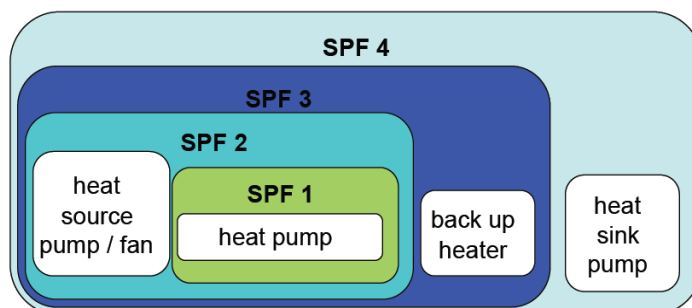 SPF 4
SPF 3
SPF 2
heat
source
pump / fan
SPF 1
heat pump
back up
heater
heat
sink
pump